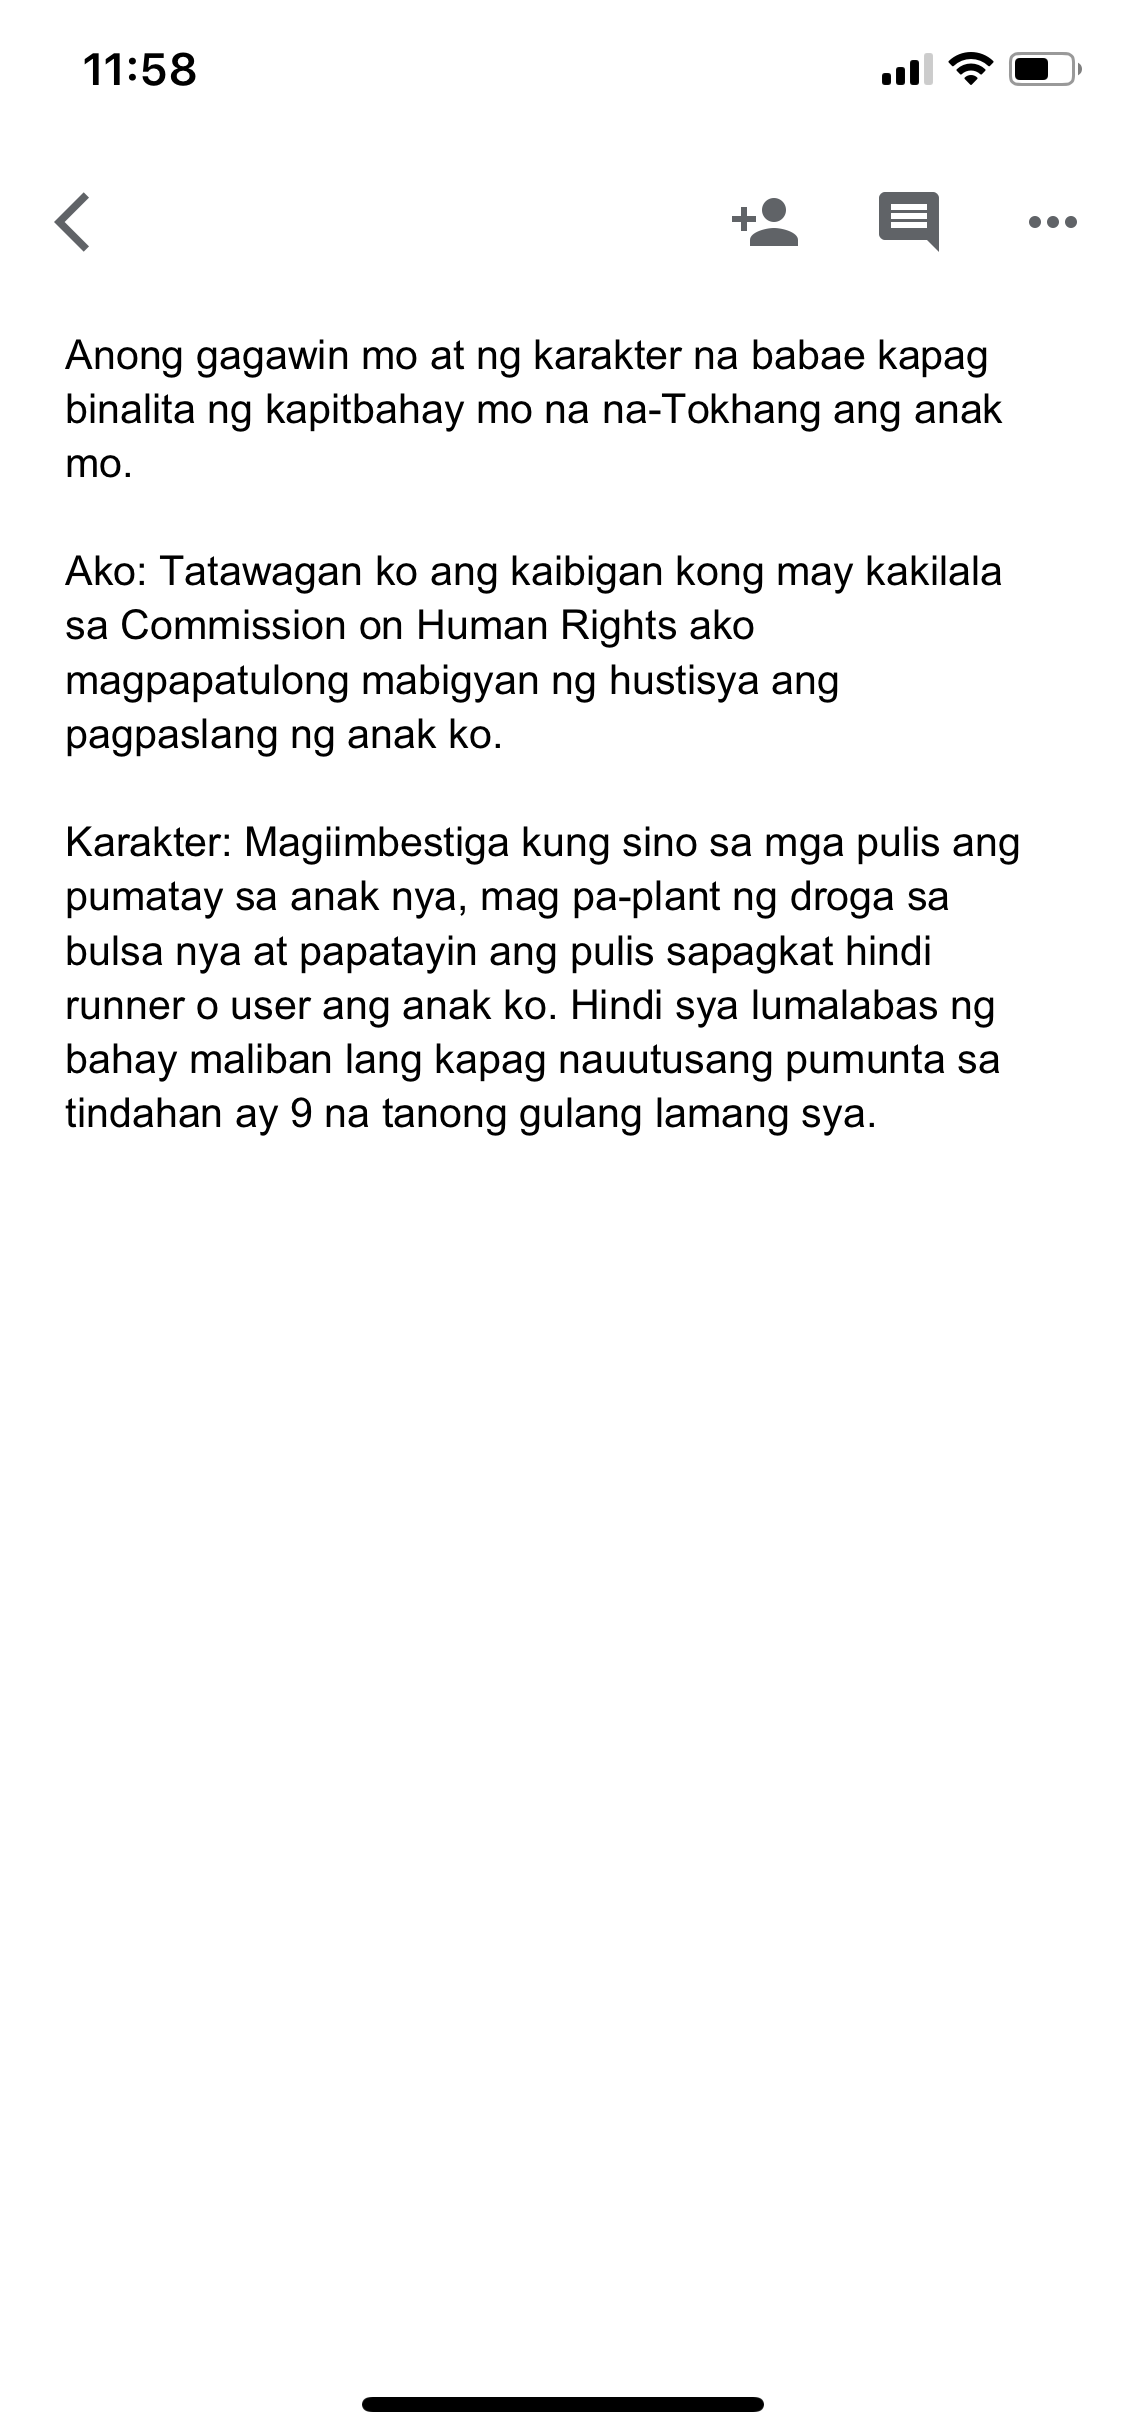 11:58
Anong gagawin mo at ng karakter na babae kapag
binalita ng kapitbahay mo na na-Tokhang ang anak
mo.
Ako: Tatawagan ko ang kaibigan kong may kakilala
sa Commission on Human Rights ako
magpapatulong mabigyan ng hustisya ang
pagpaslang ng anak ko.
Karakter: Magiimbestiga kung sino sa mga pulis ang
pumatay sa anak nya, mag pa-plant ng droga sa
bulsa nya at papatayin ang pulis sapagkat hindi
runner o user ang anak ko. Hindi sya lumalabas ng
bahay maliban lang kapag nauutusang pumunta sa
tindahan ay 9 na tanong gulang lamang sya.